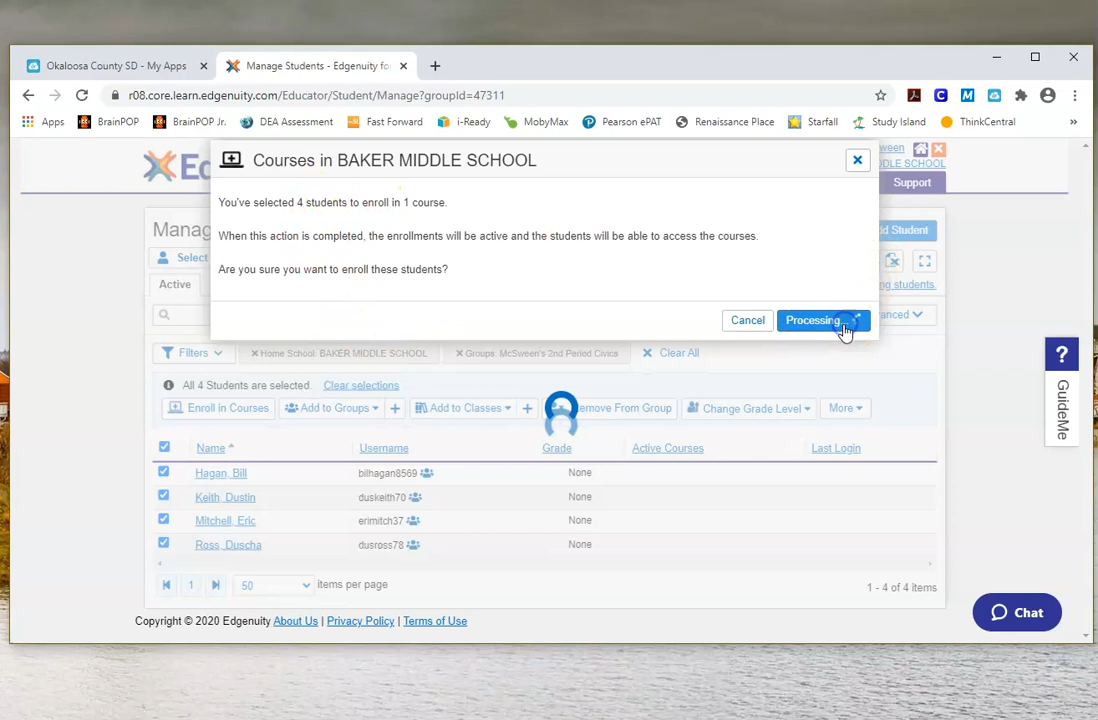 Okaloosa County SD - My Apps
Manage Students - Edgenuity fo
r08.core.learn.edgenuity.com/Educator/Student/Manage?groupId=47311
Apps BrainPOP BrainPOP Jr. DEA Assessment Fast Forward i-Ready MobyMax Pearson ePAT Renaissance Place Starfall Study Island ThinkCentral »
Courses in BAKER MIDDLE SCHOOL
Support
You've selected 4 students to enroll in 1 course.
When this action is completed, the enrollments will be active and the students will be able to access the courses.
Are you sure you want to enroll these students?
Cancel Processing...
Manag
dd Student
Select
Active
ng students.
anced
Filters Home School: BAKER MIDDLE SCHOOL Groups: McSween's 2nd Period Civics Clear All
All 4 Students are selected. Clear selections
Enroll in Courses Add to Groups + Add to Classes + emove From Group Change Grade Level More
Name Username Grade Active Courses Last Login
Hagan, Bill bilhagan8569 None
Keith, Dustin duskeith70 None
Mitchell, Eric erimitch37 None
Ross, Duscha dusross78 None
1 50 items per page 1 - 4 of 4 items
Copyright © 2020 Edgenuity About Us | Privacy Policy | Terms of Use
Chat
? GuideMe